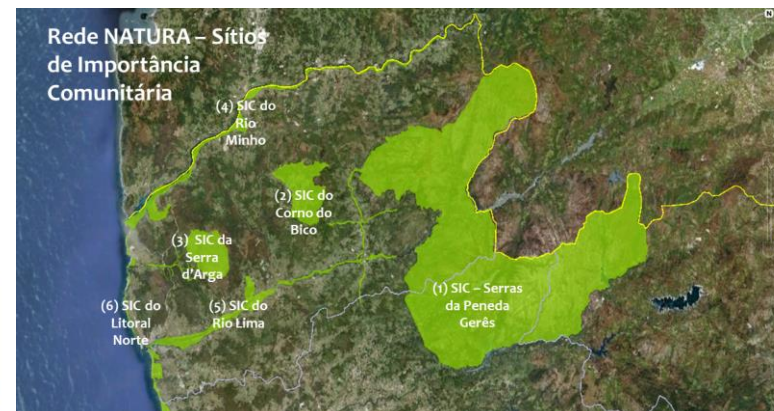 Rede NATURA – Sítios
de Importância
Comunitária
(4) SIC do
Rio
Minho
(2) SIC do
Corno do
Bico
(3) SIC da
Serra
d'Arga
(1) SIC – Serras
da Peneda
Gerês
(6) SIC do
Litoral
Norte
(5) SIC do
Rio Lima
N